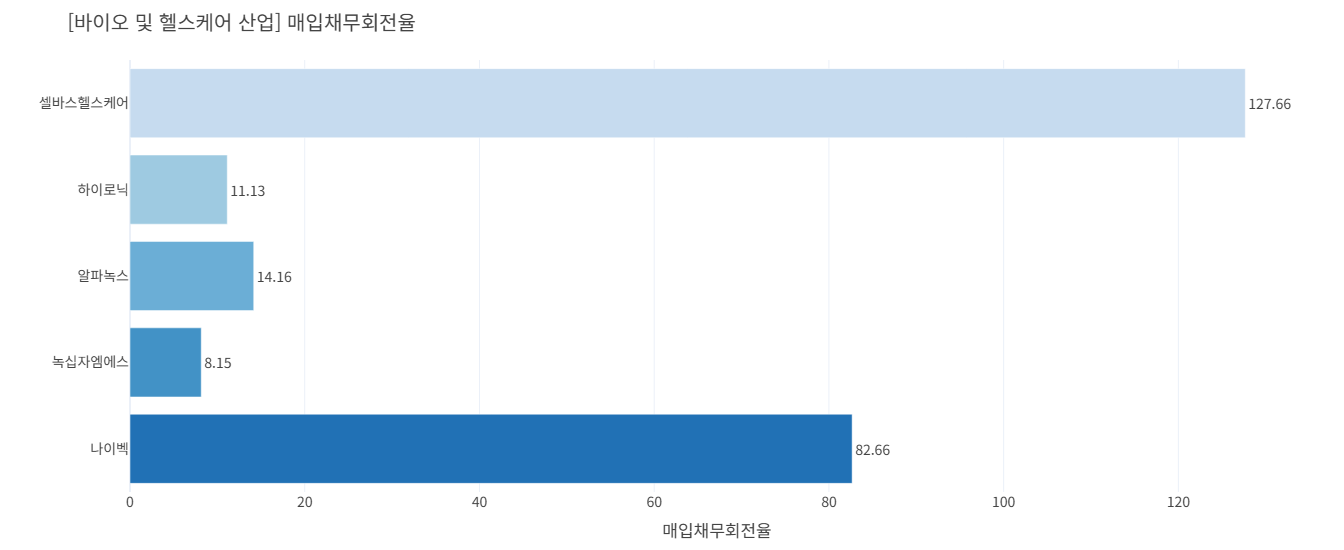 [바이오 및 헬스케어 산업] 매입채무회전율
셀바스헬스케어 127.66
하이로닉 11.13
알파녹스 14.16
녹십자엠에스 8.15
나이벡 82.66
0 20 40 60 80 100 120
매입채무회전율